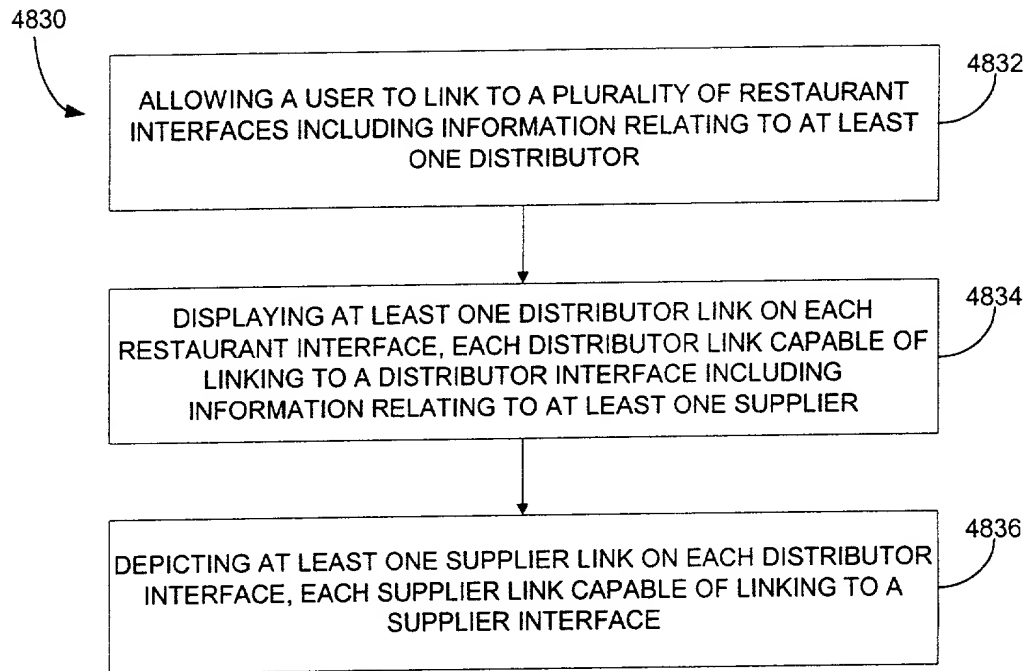 4830
4832
ALLOWING A USER TO LINK TO A PLURALITY OF RESTAURANT
INTERFACES INCLUDING INFORMATION RELATING TO AT LEAST
ONE DISTRIBUTOR
4834
DISPLAYING AT LEAST ONE DISTRIBUTOR LINK ON EACH
RESTAURANT INTERFACE, EACH DISTRIBUTOR LINK CAPABLE OF
LINKING TO A DISTRIBUTOR INTERFACE INCLUDING
INFORMATION RELATING TO AT LEAST ONE SUPPLIER
4836
DEPICTING AT LEAST ONE SUPPLIER LINK ON EACH DISTRIBUTOR
INTERFACE, EACH SUPPLIER LINK CAPABLE OF LINKING TO A
SUPPLIER INTERFACE